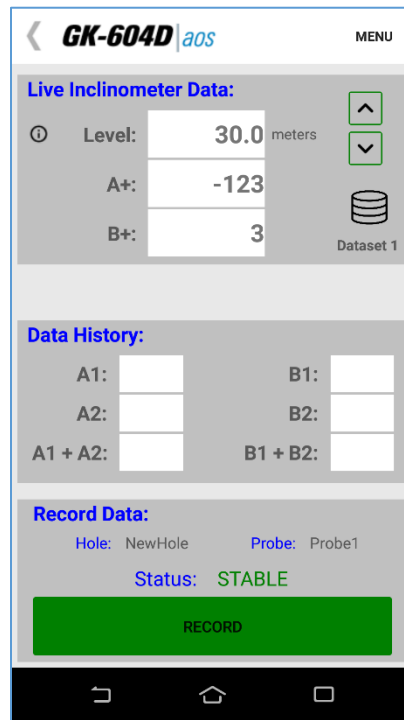 GK-604D|aos MENU
Live Inclinometer Data:
Level: 30.0 meters
A+: -123
B+: 3
Dataset 1
Data History:
A1: B1:
A2: B2:
A1 + A2: B1 + B2:
Record Data:
Hole: NewHole Probe: Probe1
Status: STABLE
RECORD